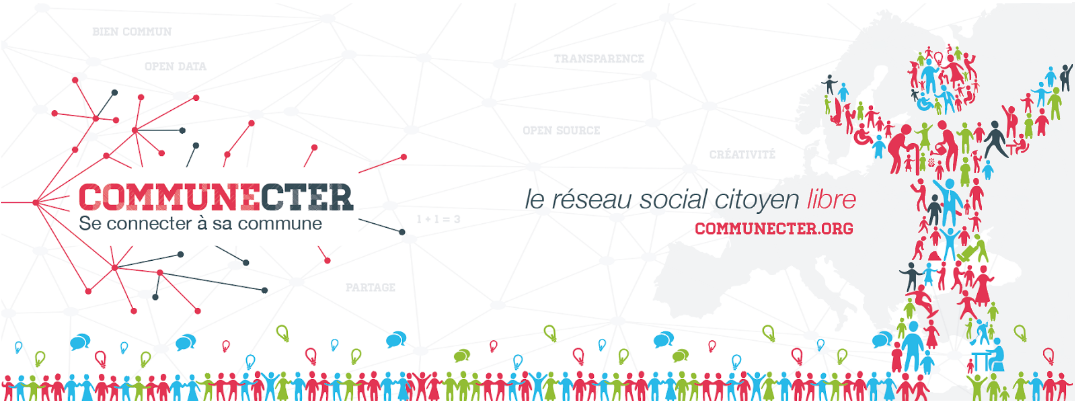 BIEN COMMUN
OPEN DATA
TRANSPARENCE
OPEN SOURCE
CRÉATIVITÉ
COMMUNECTER
Se connecter à sa commune
1 + 1 = 3
le réseau social citoyen libre
COMMUNECTER.ORG
PARTAGE